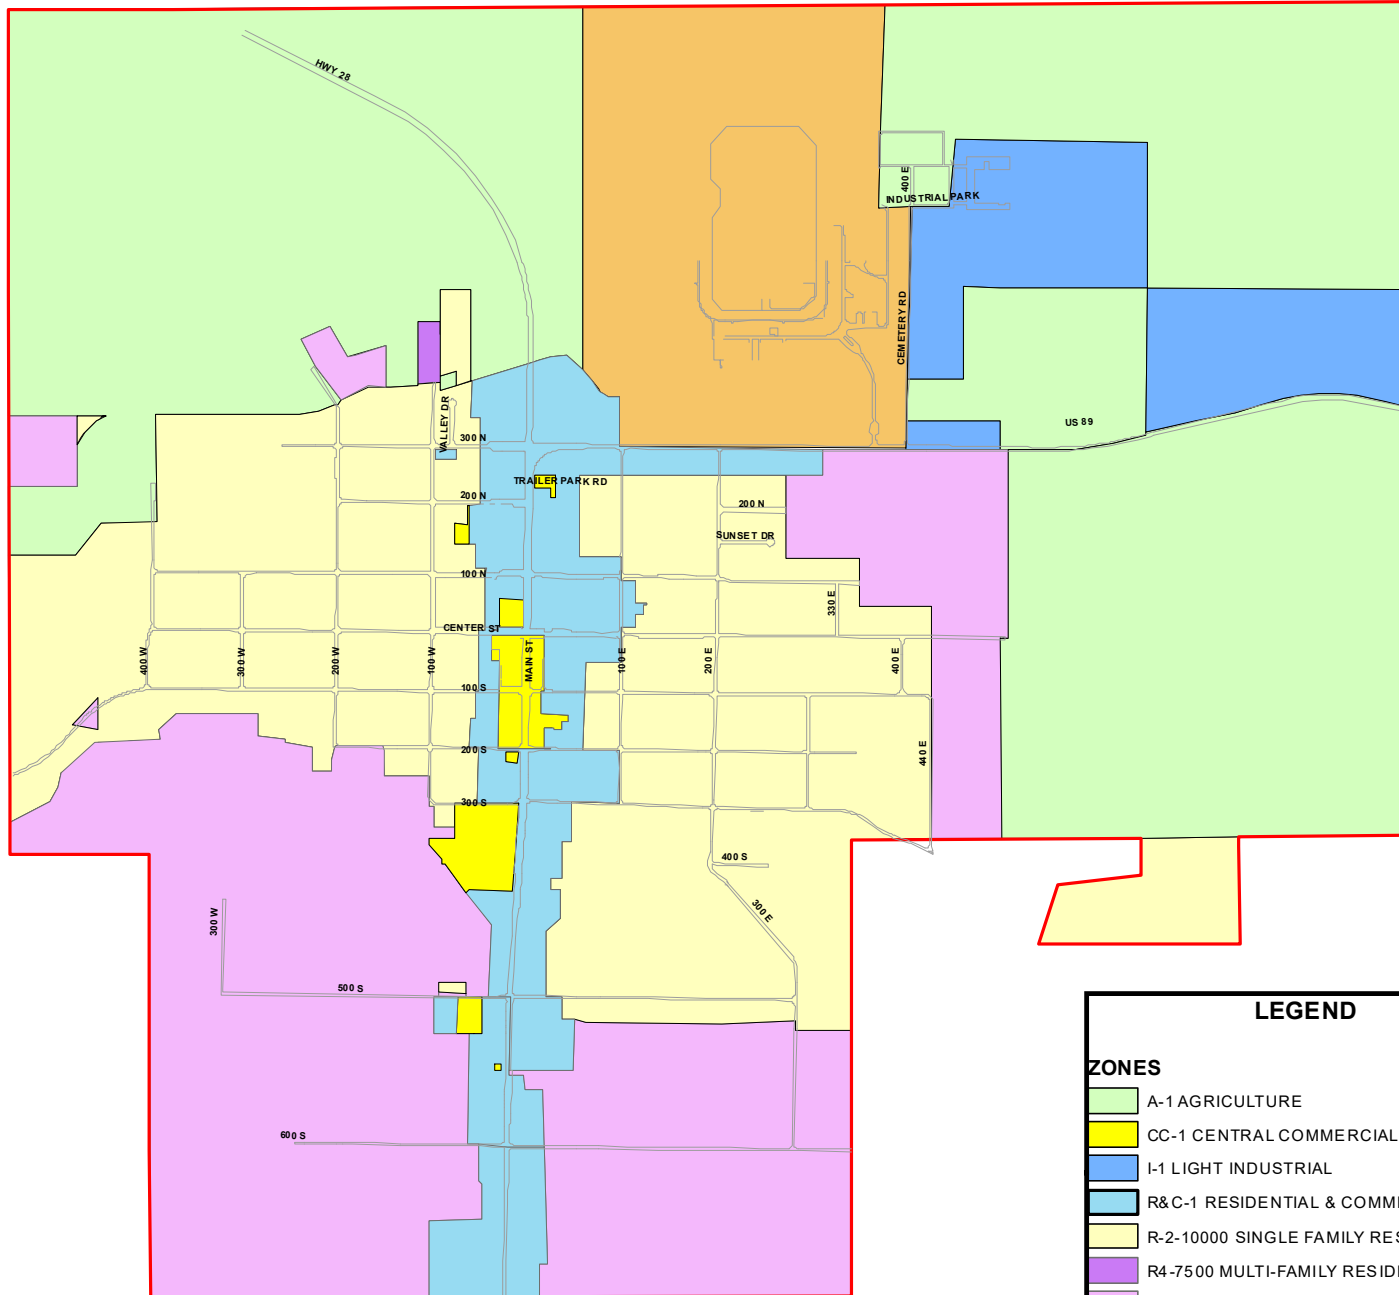 HWY 28
400 E
INDUSTRIAL PARK
CEMETERY RD
US 89
VALLEY DR
300 N
TRAILER PARK RD
200 N
200 N
SUNSET DR
100 N
330 E
CENTER ST
400 W
300 W
200 W
100 W
MAIN ST
100 E
200 E
400 E
100 S
200 S
440 E
300 S
400 S
300 E
300 W
500 S
600 S
LEGEND
ZONES
A-1 AGRICULTURE
CC-1 CENTRAL COMMERCIAL
I-1 LIGHT INDUSTRIAL
R&C-1 RESIDENTIAL & COMM
R-2-10000 SINGLE FAMILY RES
R4-7500 MULTI-FAMILY RESID